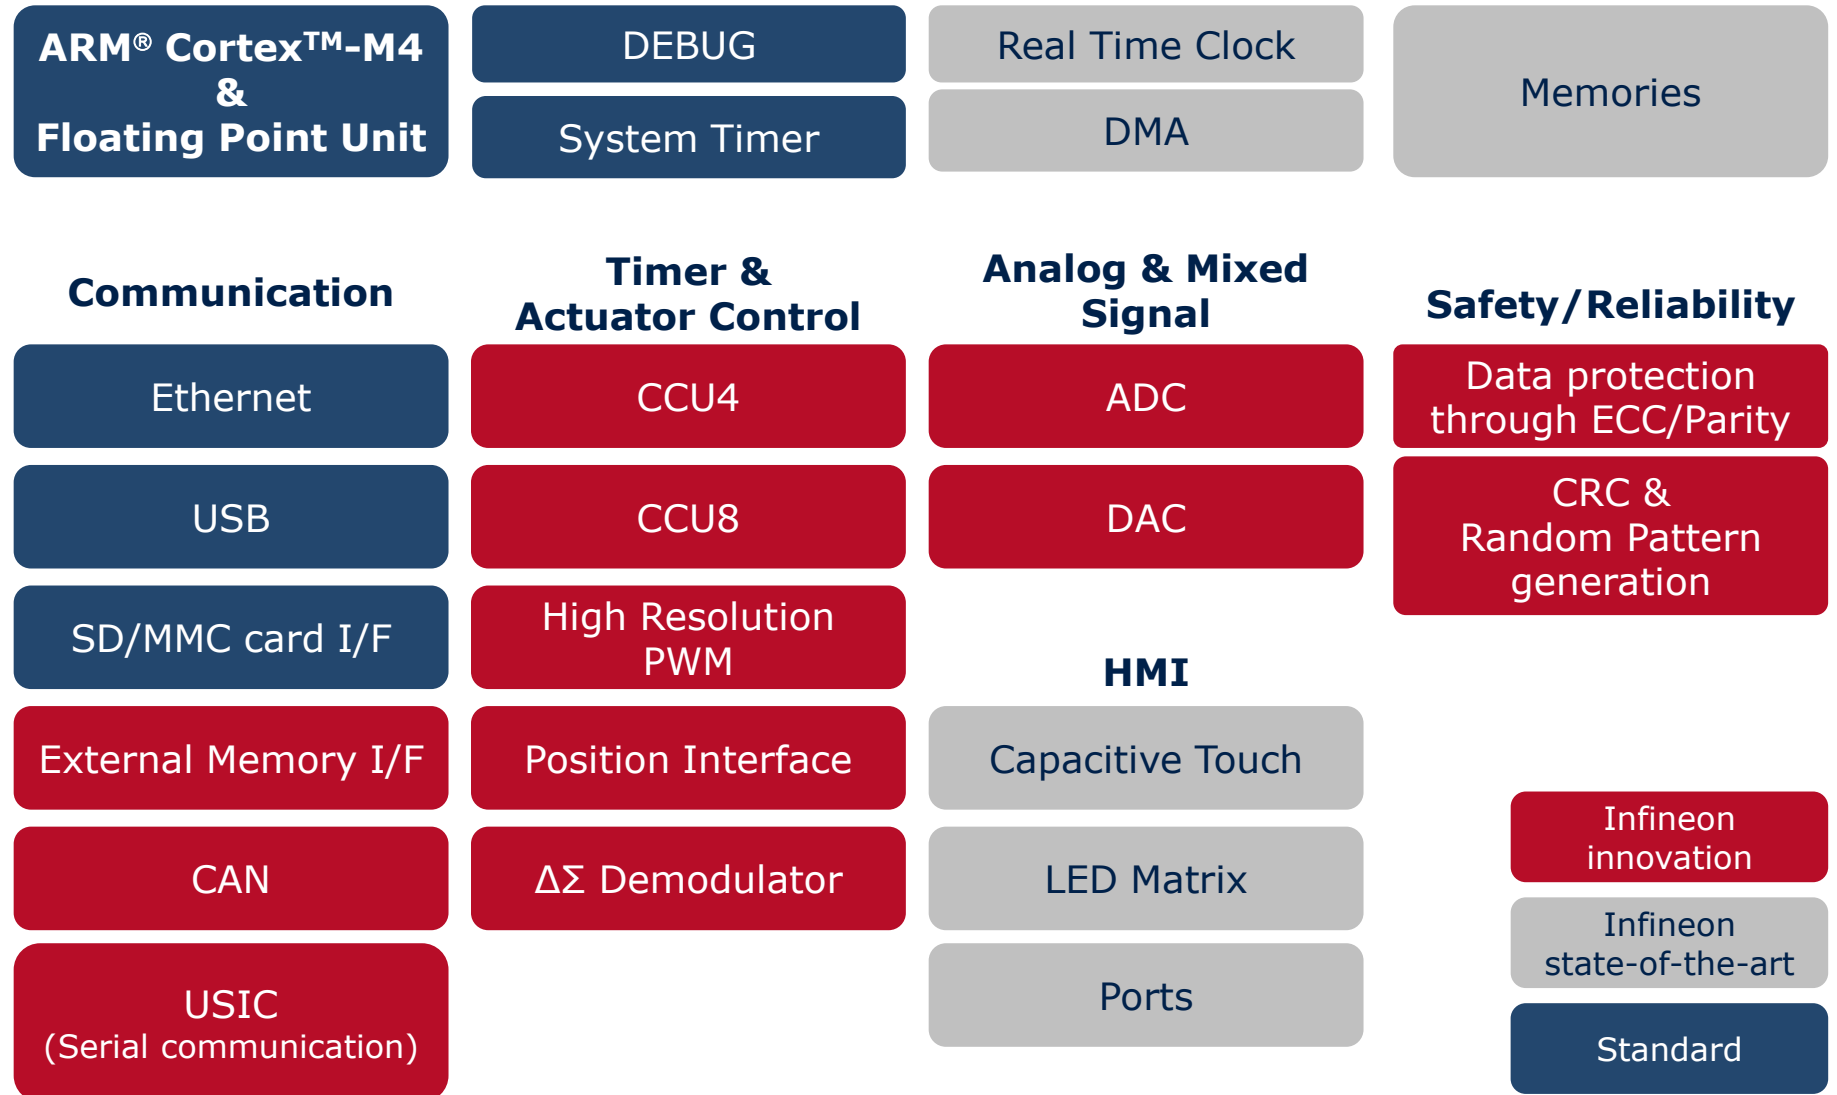 ARM® Cortex™-M4
&
Floating Point Unit
DEBUG
System Timer
Real Time Clock
DMA
Memories
Communication
Ethernet
USB
SD/MMC card I/F
External Memory I/F
CAN
USIC
(Serial communication)
Timer &
Actuator Control
CCU4
CCU8
High Resolution
PWM
Position Interface
ΔΣ Demodulator
Analog & Mixed
Signal
ADC
DAC
HMI
Capacitive Touch
LED Matrix
Ports
Safety/Reliability
Data protection
through ECC/Parity
CRC &
Random Pattern
generation
Infineon
innovation
Infineon
state-of-the-art
Standard